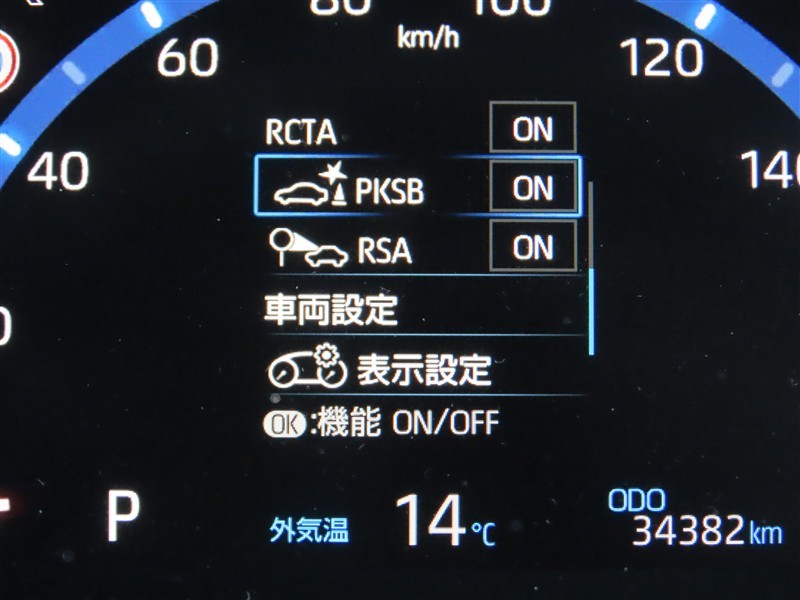 80 100
km/h
60 120
RCTA ON
40 PKSB ON 140
RSA ON
車両設定
0
表示設定
OK:機能 ON/OFF
P 外気温 14℃ ODO
34382km